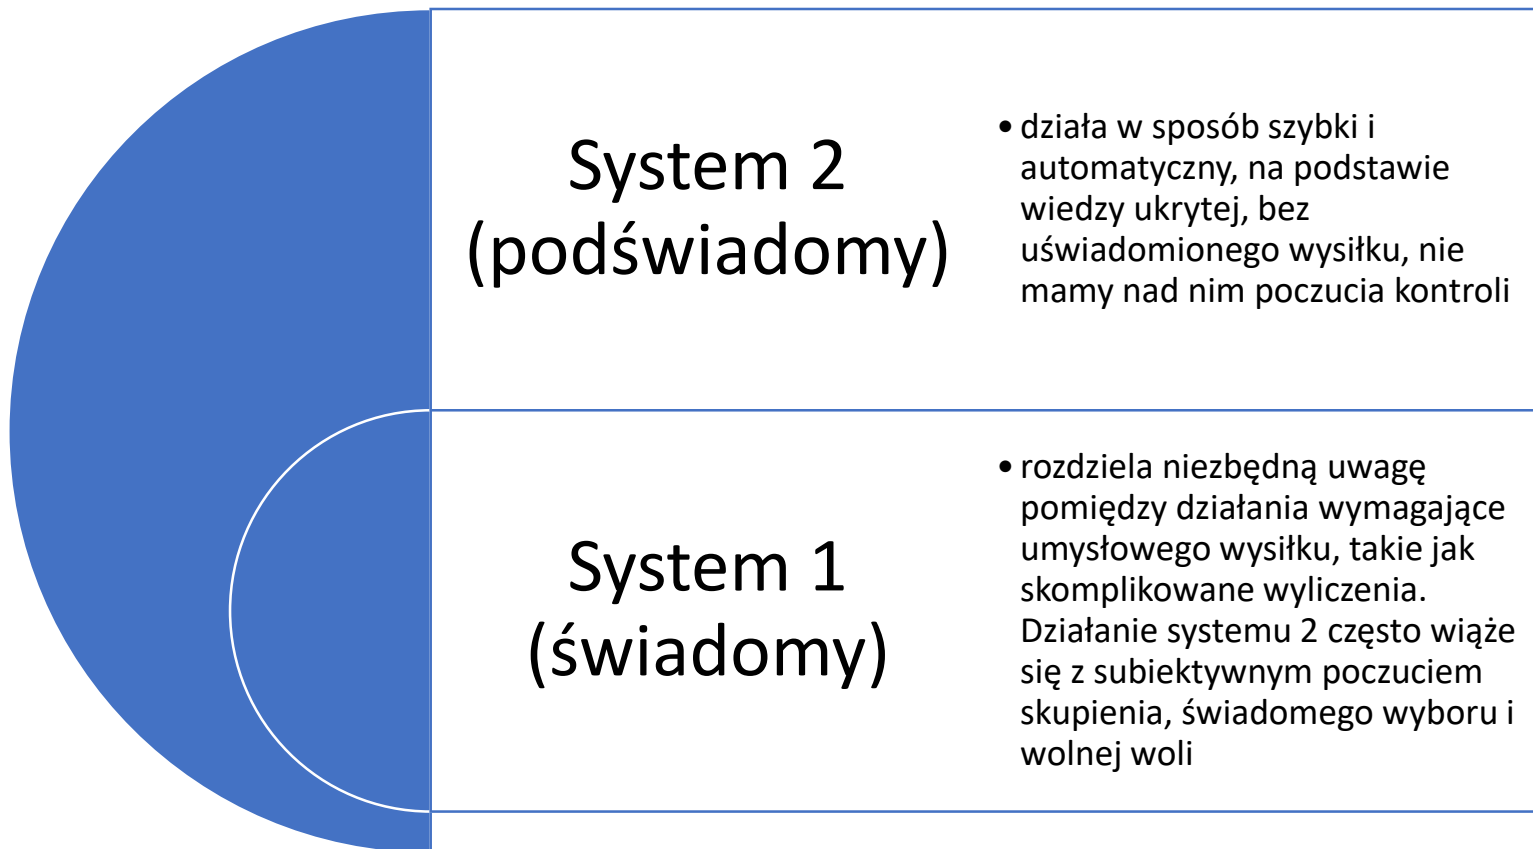 System 2
(podświadomy)
• działa w sposób szybki i
automatyczny, na podstawie
wiedzy ukrytej, bez
uświadomionego wysiłku, nie
mamy nad nim poczucia kontroli
System 1
(świadomy)
• rozdziela niezbędną uwagę
pomiędzy działania wymagające
umysłowego wysiłku, takie jak
skomplikowane wyliczenia.
Działanie systemu 2 często wiąże
się z subiektywnym poczuciem
skupienia, świadomego wyboru i
wolnej woli